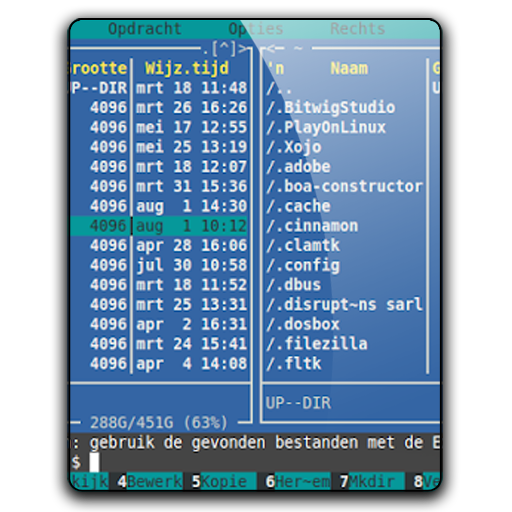 Opdracht Opties Rechts
.[^]> <- ~
Grootte Wijz.tijd 'n Naam
UP--DIR mrt 18 11:48 /..
4096 mrt 26 16:26 /.BitwigStudio
4096 mei 17 12:55 /.PlayOnLinux
4096 mei 25 13:19 /.Xojo
4096 mrt 18 12:07 /.adobe
4096 mrt 31 15:36 /.boa-constructor
4096 aug 1 14:30 /.cache
4096 aug 1 10:12 /.cinnamon
4096 apr 28 16:06 /.clamtk
4096 jul 30 10:58 /.config
4096 mrt 18 11:52 /.dbus
4096 mrt 25 13:31 /.disrupt~ns sarl
4096 apr 2 16:31 /.dosbox
4096 mrt 24 15:41 /.filezilla
4096 apr 4 14:08 /.fltk
UP--DIR
288G/451G (63%)
: gebruik de gevonden bestanden met de E
$
kijk 4Bewerk 5Kopie 6Her~em 7Mkdir 8Ve